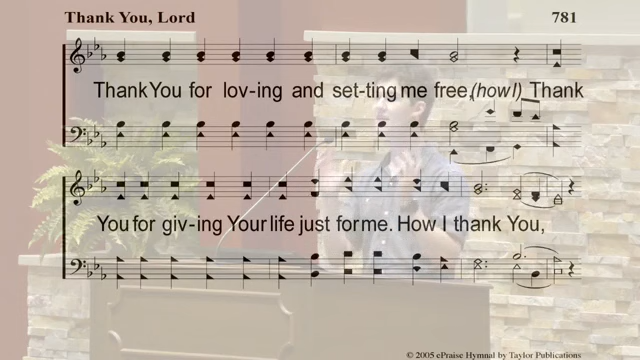 Thank You, Lord 781
Thank You for lov-ing and set-ting me free, (how I) Thank
You for giv-ing Your life just for me. How I thank You,
© 2005 ePraise Hymnal by Taylor Publications